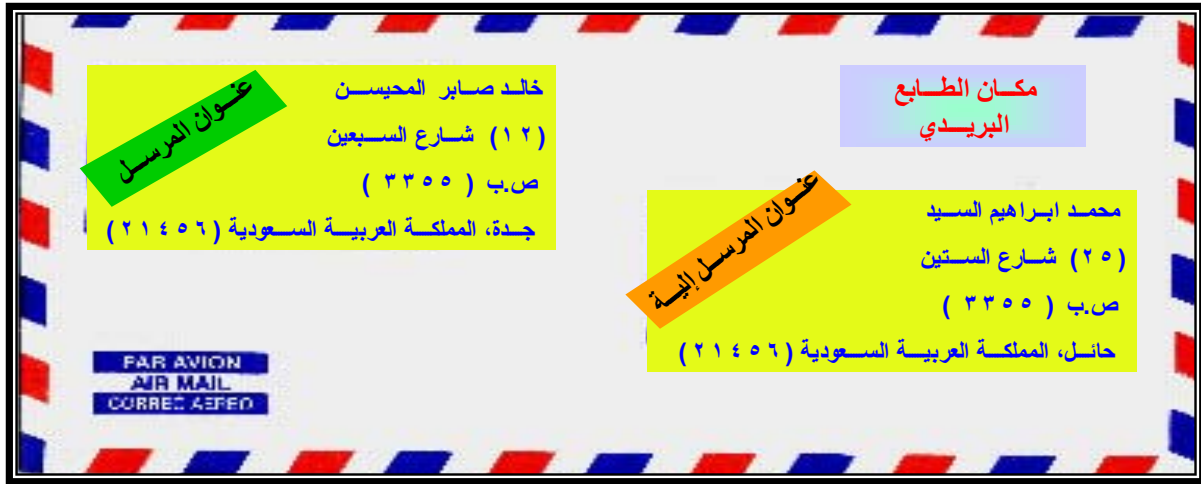 مكان الطابع
البريدي
عنوان المرسل
خالد صابر المحيسن
(١٢) شارع السبعين
ص.ب ( ٣٣٥٥ )
جدة، المملكة العربية السعودية (٢١٤٥٦)
عنوان المرسل إلية
محمد ابراهيم السيد
(٢٥) شارع الستين
ص.ب ( ٣٣٥٥ )
حائل، المملكة العربية السعودية (٢١٤٥٦)
PAR AVION
AIR MAIL
CORREO AEREO